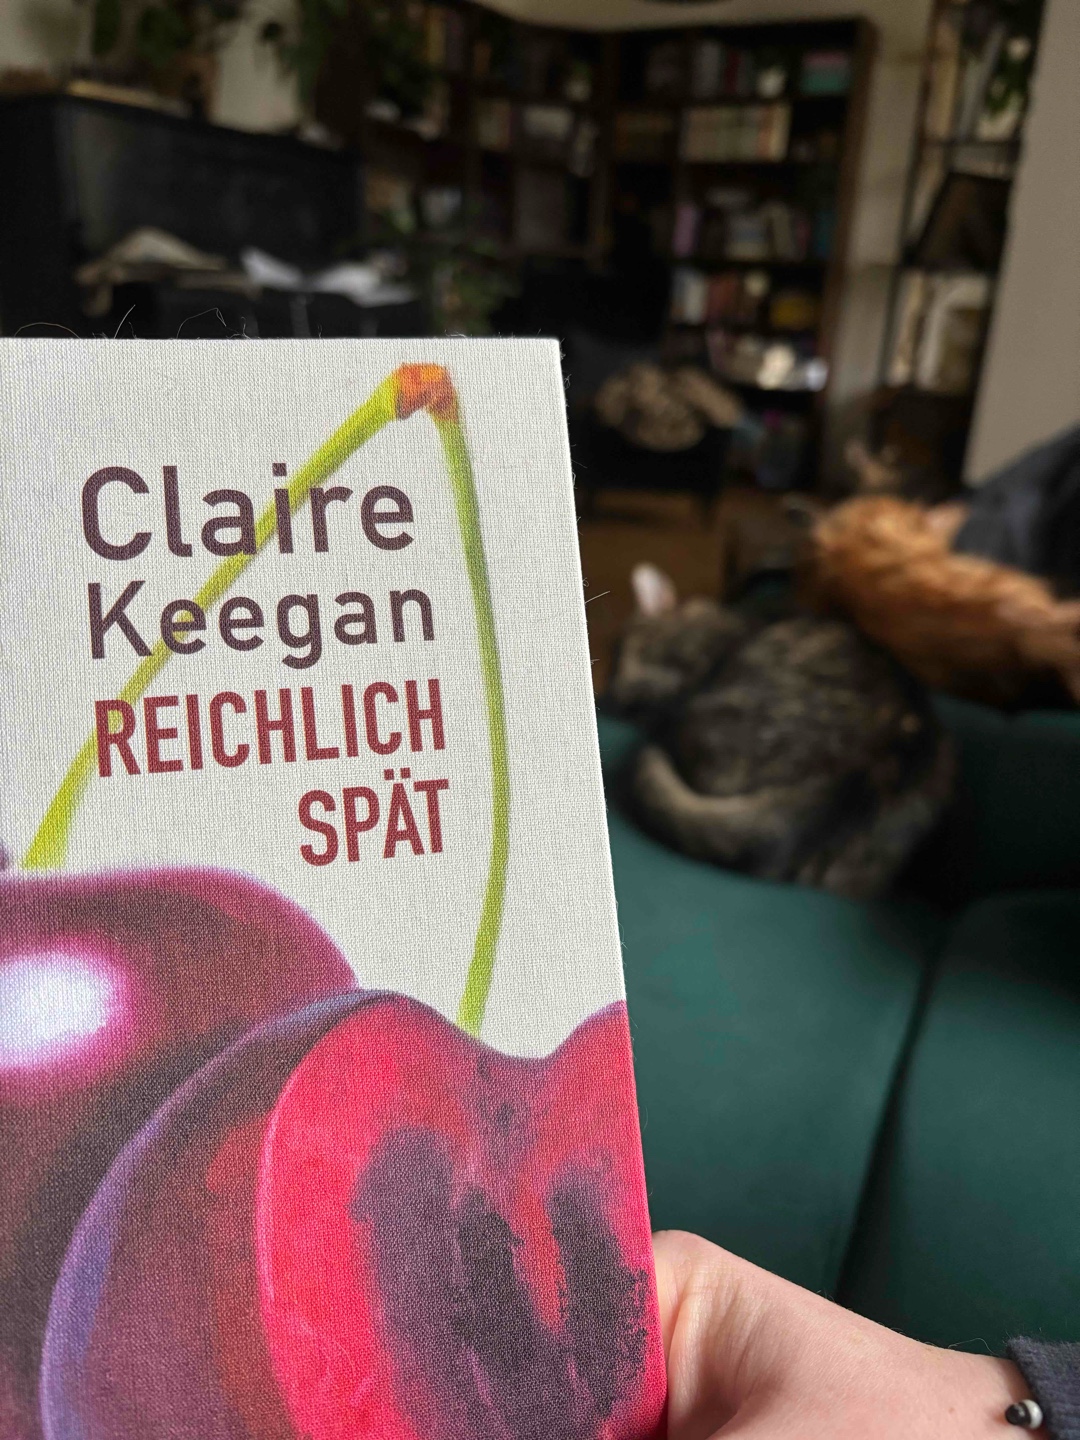 Claire
Keegan
REICHLICH
SPÄT